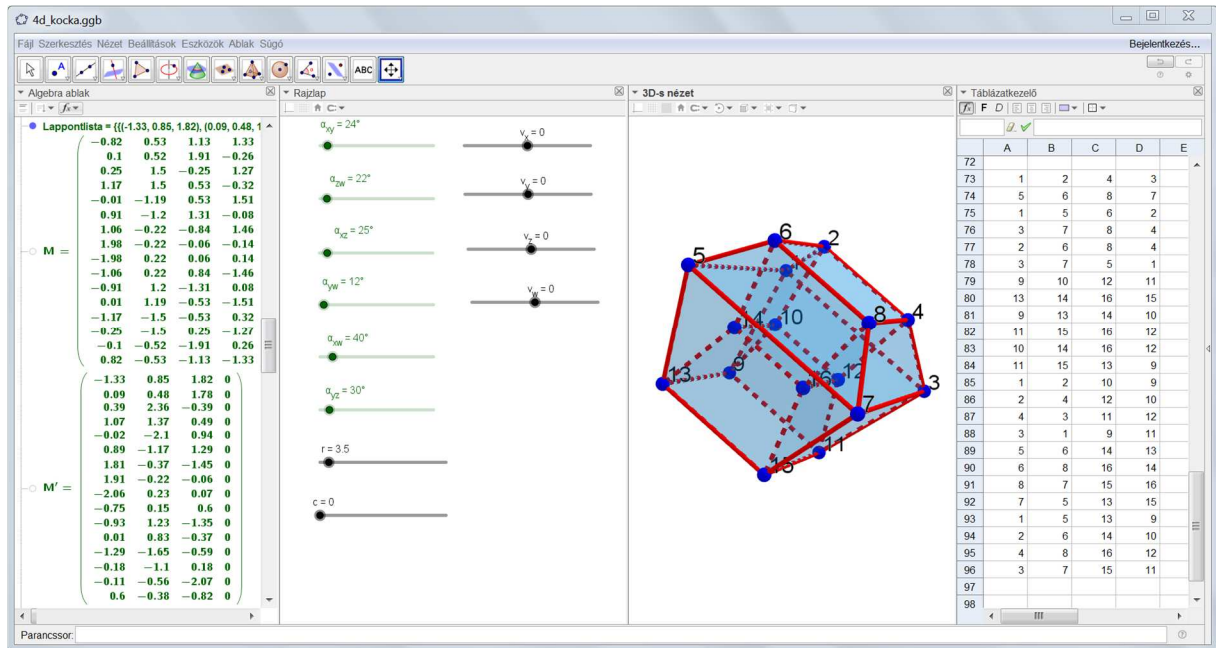 4d_kocka.ggb
Fájl Szerkesztés Nézet Beállítások Eszközök Ablak Súgó
Bejelentkezés...
ABC
Algebra ablak
Lappontlista = {{(-1.33, 0.85, 1.82), (0.09, 0.48, 1
M =
-0.82 0.53 1.13 1.33
0.1 0.52 1.91 -0.26
0.25 1.5 -0.25 1.27
1.17 1.5 0.53 -0.32
-0.01 -1.19 0.53 1.51
0.91 -1.2 1.31 -0.08
1.06 -0.22 -0.84 1.46
1.98 -0.22 -0.06 -0.14
-1.98 0.22 0.06 0.14
-1.06 0.22 0.84 -1.46
-0.91 1.2 -1.31 0.08
0.01 1.19 -0.53 -1.51
-1.17 -1.5 -0.53 0.32
-0.25 -1.5 0.25 -1.27
-0.1 -0.52 -1.91 0.26
0.82 -0.53 -1.13 -1.33
M' =
-1.33 0.85 1.82 0
0.09 0.48 1.78 0
0.39 2.36 -0.39 0
1.07 1.37 0.49 0
-0.02 -2.1 0.94 0
0.89 -1.17 1.29 0
1.81 -0.37 -1.45 0
1.91 -0.22 -0.06 0
-2.06 0.23 0.07 0
-0.75 0.15 0.6 0
-0.93 1.23 -1.35 0
0.01 0.83 -0.37 0
-1.29 -1.65 -0.59 0
-0.18 -1.1 0.18 0
-0.11 -0.56 -2.07 0
0.6 -0.38 -0.82 0
Rajzlap
αxy = 24°
αzw = 22°
αxz = 25°
αyw = 12°
αxw = 40°
αyz = 30°
r = 3.5
c = 0
vx = 0
vy = 0
vz = 0
vw = 0
3D-s nézet
6
2
5
1
8
4
14
10
13
9
16
12
3
7
11
15
Táblázatkezelő
fx F D
A B C D E
72
73 1 2 4 3
74 5 6 8 7
75 1 5 6 2
76 3 7 8 4
77 2 6 8 4
78 3 7 5 1
79 9 10 12 11
80 13 14 16 15
81 9 13 14 10
82 11 15 16 12
83 10 14 16 12
84 11 15 13 9
85 1 2 10 9
86 2 4 12 10
87 4 3 11 12
88 3 1 9 11
89 5 6 14 13
90 6 8 16 14
91 8 7 15 16
92 7 5 13 15
93 1 5 13 9
94 2 6 14 10
95 4 8 16 12
96 3 7 15 11
97
98
Parancssor: